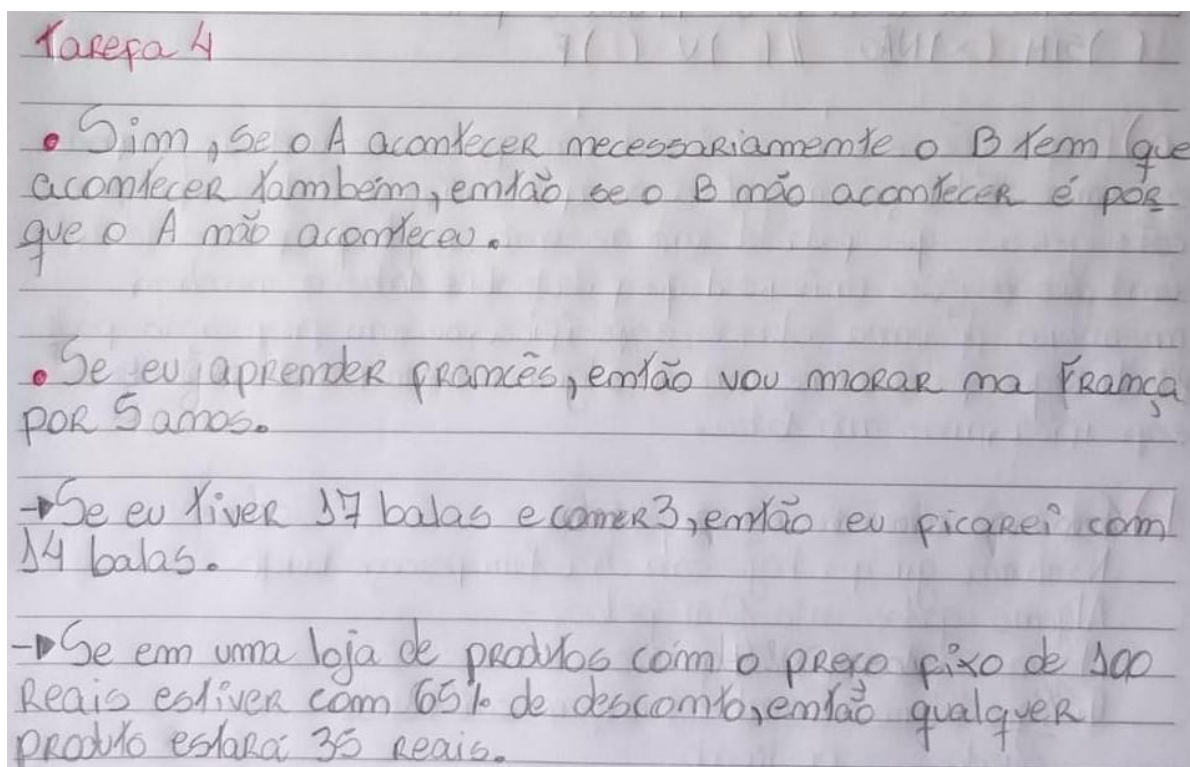 Tarefa 4
• Sim, se o A acontecer necessariamente o B tem que
acontecer também, então se o B não acontecer é por
que o A não aconteceu.
• Se eu aprender francês, então vou morar na França
por 5 anos.
→ Se eu tiver 17 balas e comer 3, então eu ficarei com
14 balas.
→ Se em uma loja de produtos com o preço fixo de 100
Reais estiver com 65% de desconto, então qualquer
produto estará 35 reais.